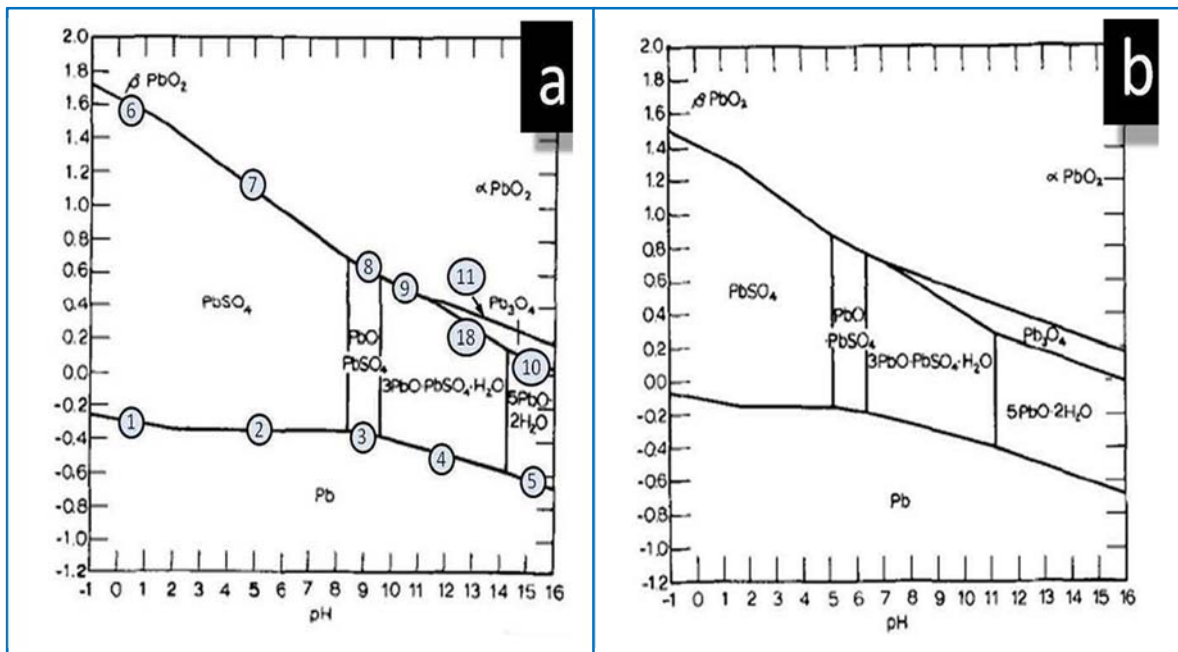 a
2.0
1.8
1.6
1.4
1.2
1.0
0.8
0.6
0.4
0.2
0.0
-0.2
-0.4
-0.6
-0.8
-1.0
-1.2
β PbO₂
α PbO₂
PbSO₄
PbO
PbSO₄
3PbO·PbSO₄·H₂O
Pb₃O₄
5PbO·
2H₂O
Pb
6
7
8
9
11
18
10
1
2
3
4
5
-1 0 1 2 3 4 5 6 7 8 9 10 11 12 13 14 15 16
pH
b
2.0
1.8
1.6
1.4
1.2
1.0
0.8
0.6
0.4
0.2
0.0
-0.2
-0.4
-0.6
-0.8
-1.0
-1.2
β PbO₂
α PbO₂
PbSO₄
PbO
·PbSO₄
3PbO·PbSO₄·H₂O
Pb₃O₄
5PbO·2H₂O
Pb
-1 0 1 2 3 4 5 6 7 8 9 10 11 12 13 14 15 16
pH